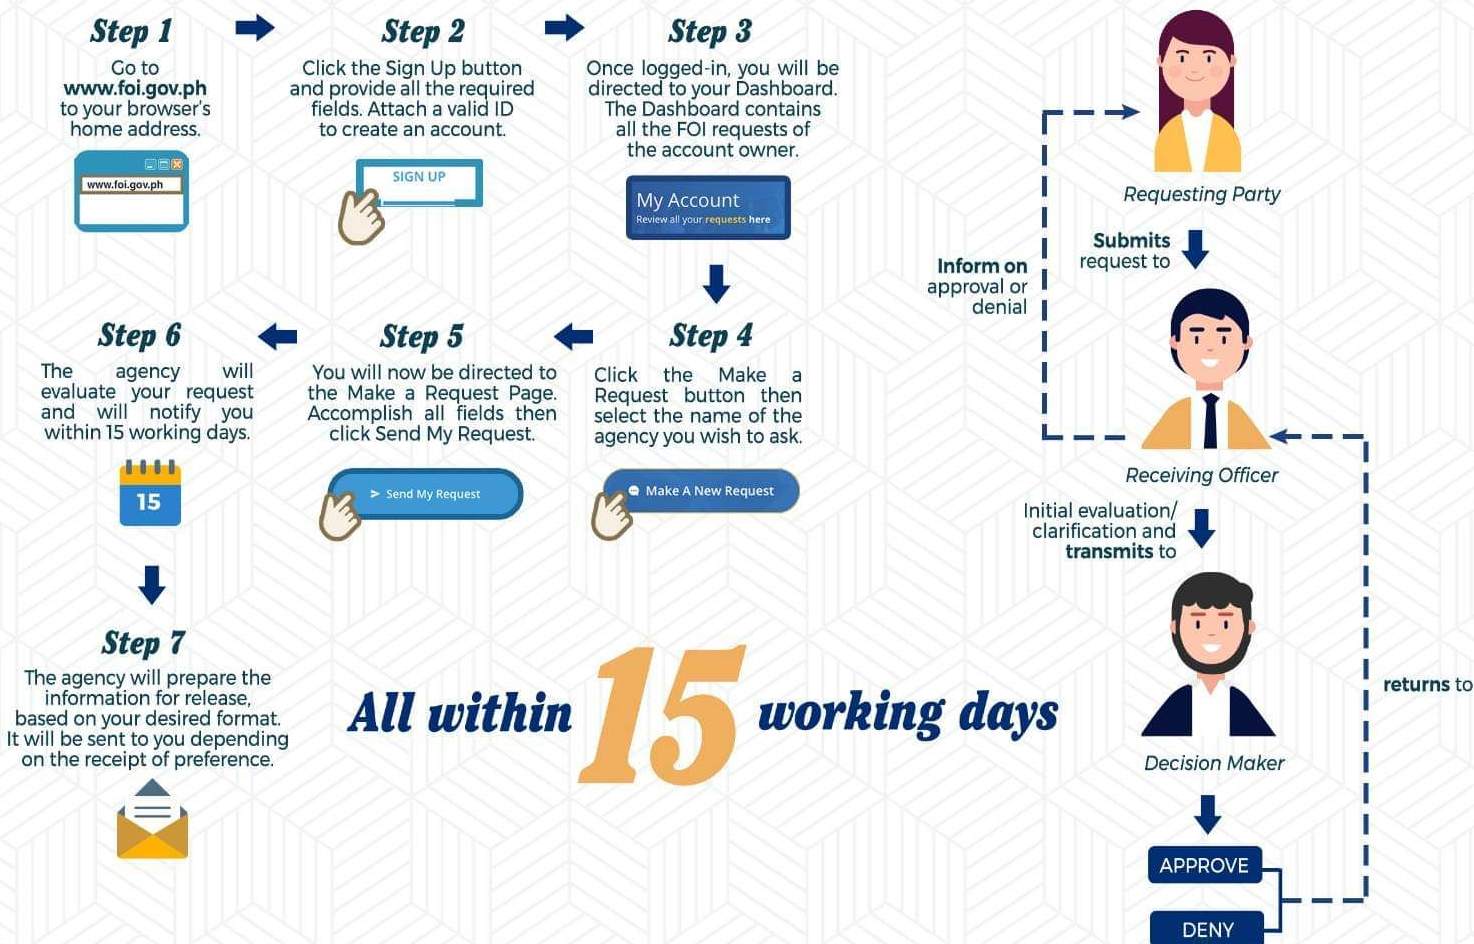 Step 1
Go to
www.foi.gov.ph
to your browser's
home address.
www.foi.gov.ph
Step 2
Click the Sign Up button
and provide all the required
fields. Attach a valid ID
to create an account.
SIGN UP
Step 3
Once logged-in, you will be
directed to your Dashboard.
The Dashboard contains
all the FOI requests of
the account owner.
My Account
Review all your requests here
Step 4
Click the Make a
Request button then
select the name of the
agency you wish to ask.
Make A New Request
Step 5
You will now be directed to
the Make a Request Page.
Accomplish all fields then
click Send My Request.
Send My Request
Step 6
The agency will
evaluate your request
and will notify you
within 15 working days.
15
Step 7
The agency will prepare the
information for release,
based on your desired format.
It will be sent to you depending
on the receipt of preference.
All within 15 working days
Requesting Party
Submits
request to
Inform on
approval or
denial
Receiving Officer
Initial evaluation/
clarification and
transmits to
Decision Maker
returns to
APPROVE
DENY